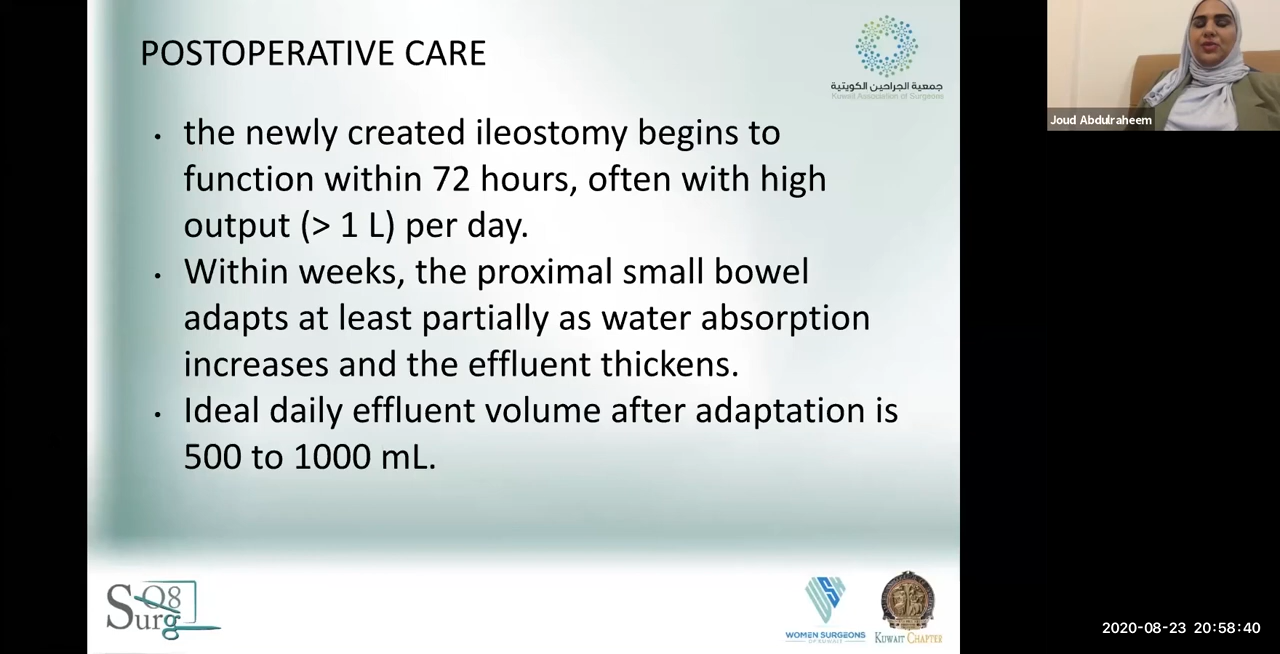 POSTOPERATIVE CARE
جمعية الجراحين الكويتية
Kuwait Association of Surgeons
• the newly created ileostomy begins to
function within 72 hours, often with high
output (> 1 L) per day.
• Within weeks, the proximal small bowel
adapts at least partially as water absorption
increases and the effluent thickens.
• Ideal daily effluent volume after adaptation is
500 to 1000 mL.
Joud Abdulraheem
Q8
Surg
WOMEN SURGEONS
OF KUWAIT
KUWAIT CHAPTER
2020-08-23 20:58:40